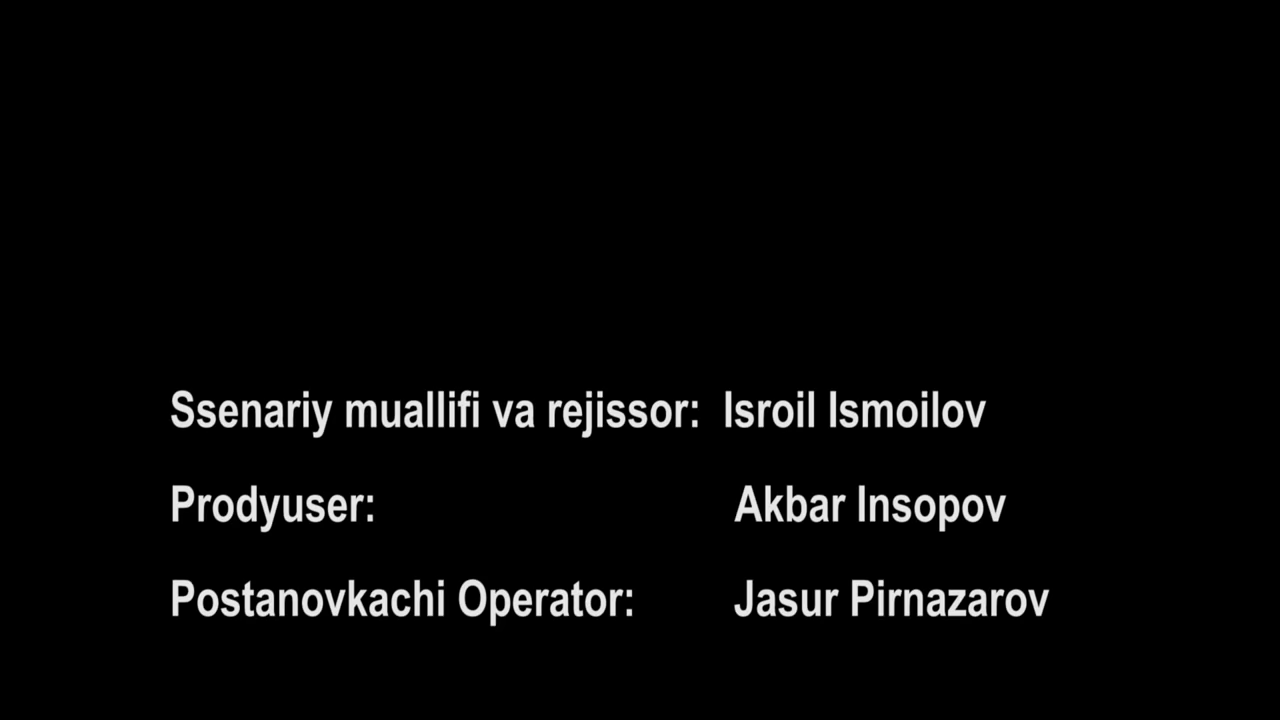 Ssenariy muallifi va rejissor: Isroil Ismoilov
Prodyuser: Akbar Insopov
Postanovkachi Operator: Jasur Pirnazarov